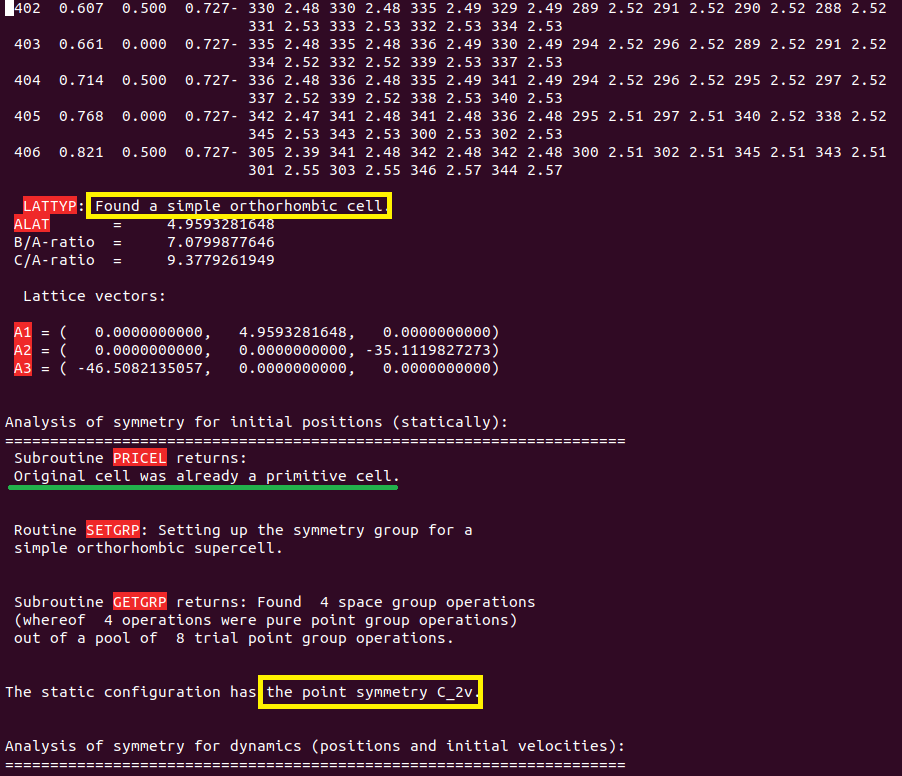 402 0.607 0.500 0.727- 330 2.48 330 2.48 335 2.49 329 2.49 289 2.52 291 2.52 290 2.52 288 2.52
331 2.53 333 2.53 332 2.53 334 2.53
403 0.661 0.000 0.727- 335 2.48 335 2.48 336 2.49 330 2.49 294 2.52 296 2.52 289 2.52 291 2.52
334 2.52 332 2.52 339 2.53 337 2.53
404 0.714 0.500 0.727- 336 2.48 336 2.48 335 2.49 341 2.49 294 2.52 296 2.52 295 2.52 297 2.52
337 2.52 339 2.52 338 2.53 340 2.53
405 0.768 0.000 0.727- 342 2.47 341 2.48 341 2.48 336 2.48 295 2.51 297 2.51 340 2.52 338 2.52
345 2.53 343 2.53 300 2.53 302 2.53
406 0.821 0.500 0.727- 305 2.39 341 2.48 342 2.48 342 2.48 300 2.51 302 2.51 345 2.51 343 2.51
301 2.55 303 2.55 346 2.57 344 2.57
LATTYP: Found a simple orthorhombic cell.
ALAT = 4.9593281648
B/A-ratio = 7.0799877646
C/A-ratio = 9.3779261949
Lattice vectors:
A1 = ( 0.0000000000, 4.9593281648, 0.0000000000)
A2 = ( 0.0000000000, 0.0000000000, -35.1119827273)
A3 = ( -46.5082135057, 0.0000000000, 0.0000000000)
Analysis of symmetry for initial positions (statically):
=====================================================================
Subroutine PRICEL returns:
Original cell was already a primitive cell.
Routine SETGRP: Setting up the symmetry group for a
simple orthorhombic supercell.
Subroutine GETGRP returns: Found 4 space group operations
(whereof 4 operations were pure point group operations)
out of a pool of 8 trial point group operations.
The static configuration has the point symmetry C_2v.
Analysis of symmetry for dynamics (positions and initial velocities):
=====================================================================